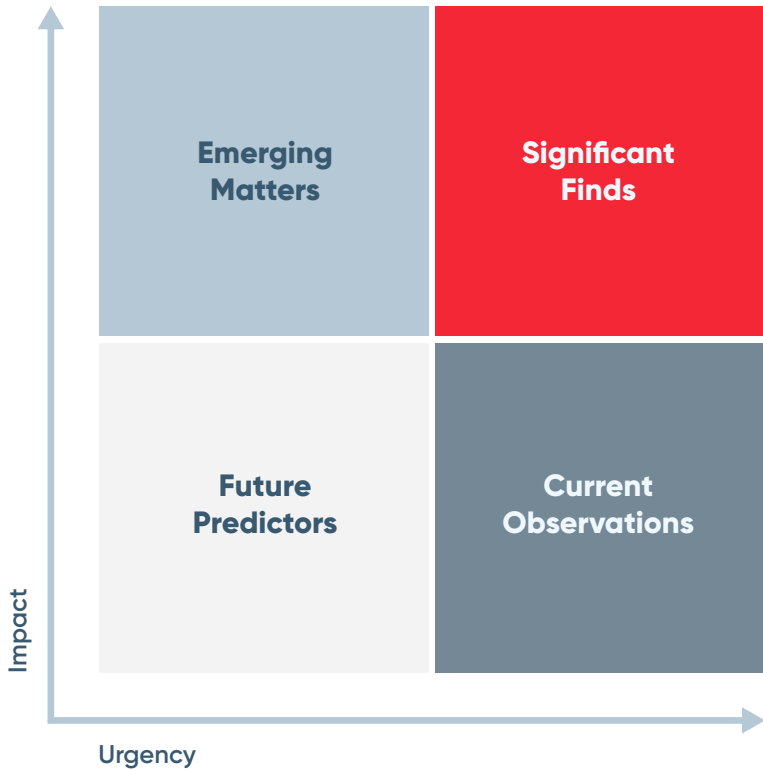 Emerging
Matters
Significant
Finds
Future
Predictors
Current
Observations
Impact
Urgency